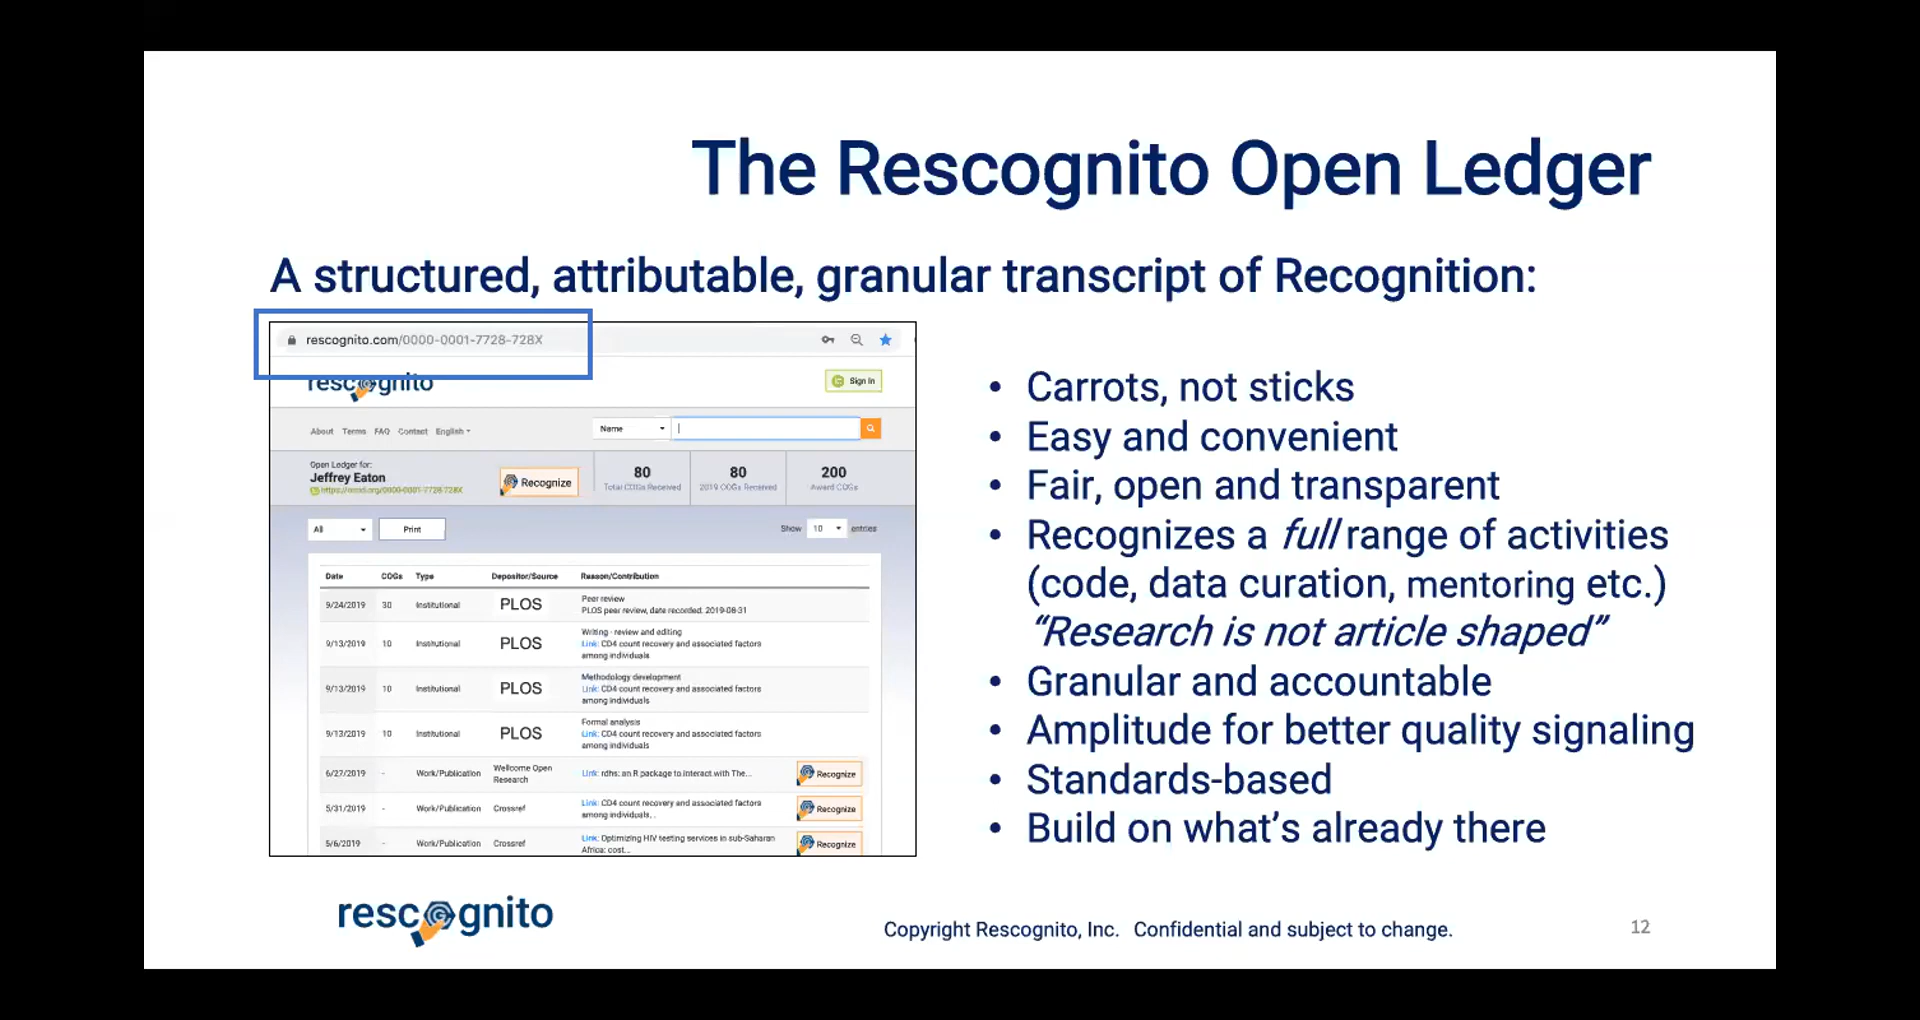 The Rescognito Open Ledger
A structured, attributable, granular transcript of Recognition:
rescognito.com/0000-0001-7728-728X
rescognito
Sign In
About Terms FAQ Contact English
Name
Open Ledger for:
Jeffrey Eaton
https://orcid.org/0000-0001-7728-728X
Recognize
80
Total COGs Received
80
2019 COGs Received
200
Award COGs
All
Print
Show 10 entries
Date COGs Type Depositor/Source Reason/Contribution
9/24/2019 30 Institutional PLOS Peer review
PLOS peer review, date recorded: 2019-08-31
9/13/2019 10 Institutional PLOS Writing - review and editing
Link: CD4 count recovery and associated factors
among individuals
9/13/2019 10 Institutional PLOS Methodology development
Link: CD4 count recovery and associated factors
among individuals
9/13/2019 10 Institutional PLOS Formal analysis
Link: CD4 count recovery and associated factors
among individuals
6/27/2019 - Work/Publication Wellcome Open
Research
Link: rdhs: an R package to interact with The...
Recognize
5/31/2019 - Work/Publication Crossref Link: CD4 count recovery and associated factors
among individuals...
Recognize
5/6/2019 - Work/Publication Crossref Link: Optimizing HIV testing services in sub-Saharan
Africa: cost...
Recognize
• Carrots, not sticks
• Easy and convenient
• Fair, open and transparent
• Recognizes a full range of activities
(code, data curation, mentoring etc.)
“Research is not article shaped”
• Granular and accountable
• Amplitude for better quality signaling
• Standards-based
• Build on what’s already there
rescognito
Copyright Rescognito, Inc. Confidential and subject to change.
12